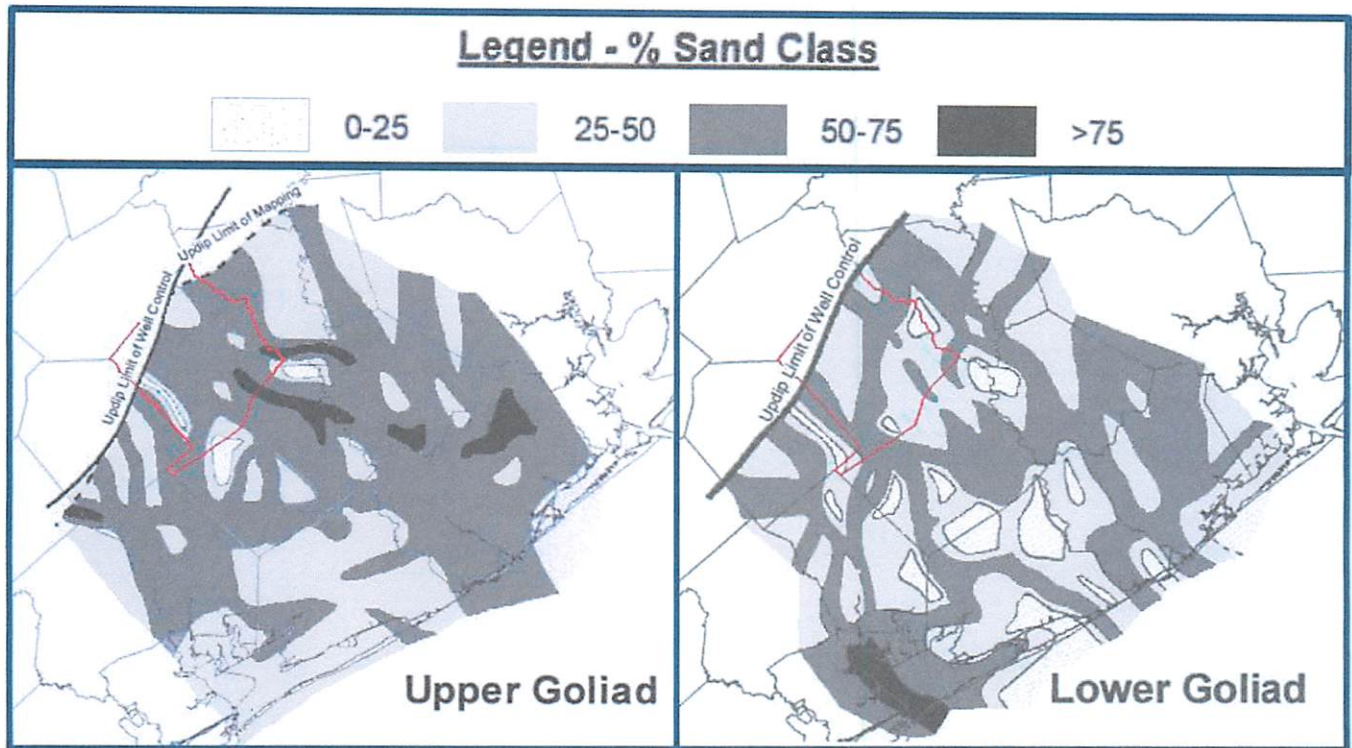 Legend - % Sand Class
0-25
25-50
50-75
>75
Updip Limit of Mapping
Updip Limit of Well Control
Upper Goliad
Updip Limit of Well Control
Lower Goliad